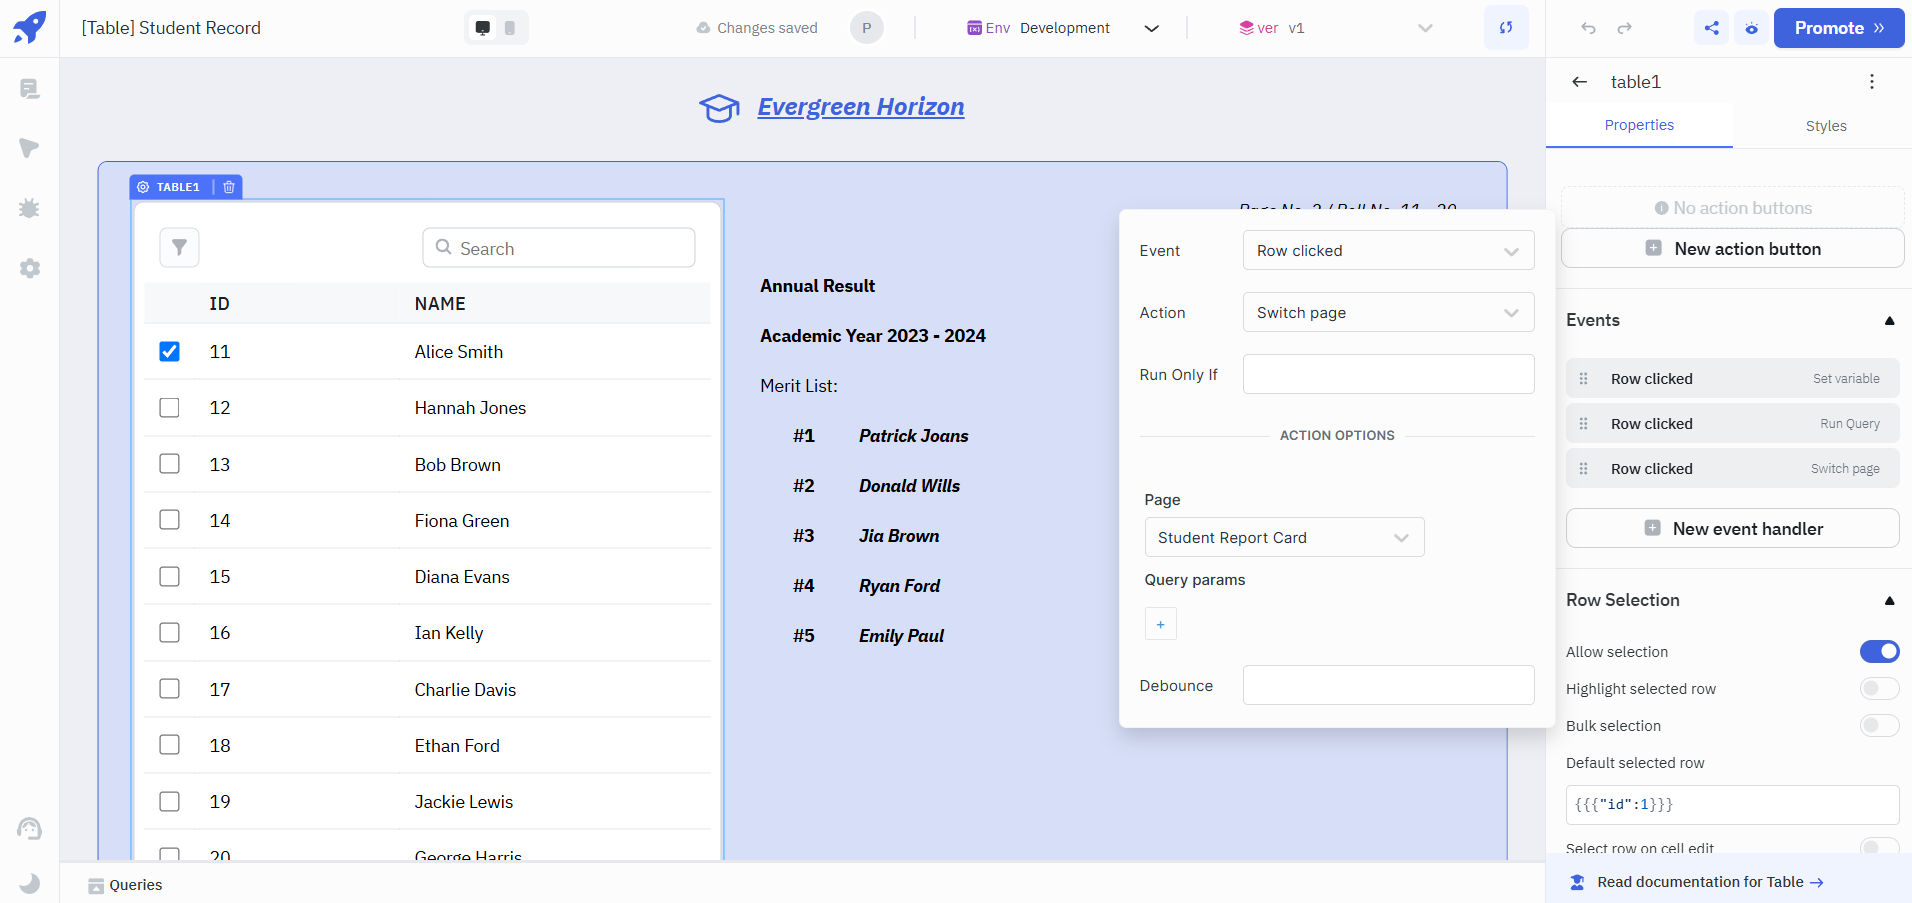 [Table] Student Record
Changes saved
P
Env Development
ver v1
Promote
Evergreen Horizon
TABLE1
Search
ID NAME
11 Alice Smith
12 Hannah Jones
13 Bob Brown
14 Fiona Green
15 Diana Evans
16 Ian Kelly
17 Charlie Davis
18 Ethan Ford
19 Jackie Lewis
20 George Harris
Page No. 2 / Roll No. 11 - 20
Annual Result
Academic Year 2023 - 2024
Merit List:
#1 Patrick Joans
#2 Donald Wills
#3 Jia Brown
#4 Ryan Ford
#5 Emily Paul
Event Row clicked
Action Switch page
Run Only If
ACTION OPTIONS
Page
Student Report Card
Query params
+
Debounce
table1
Properties Styles
No action buttons
New action button
Events
Row clicked Set variable
Row clicked Run Query
Row clicked Switch page
New event handler
Row Selection
Allow selection
Highlight selected row
Bulk selection
Default selected row
{{{"id":1}}}
Select row on cell edit
Read documentation for Table →
Queries